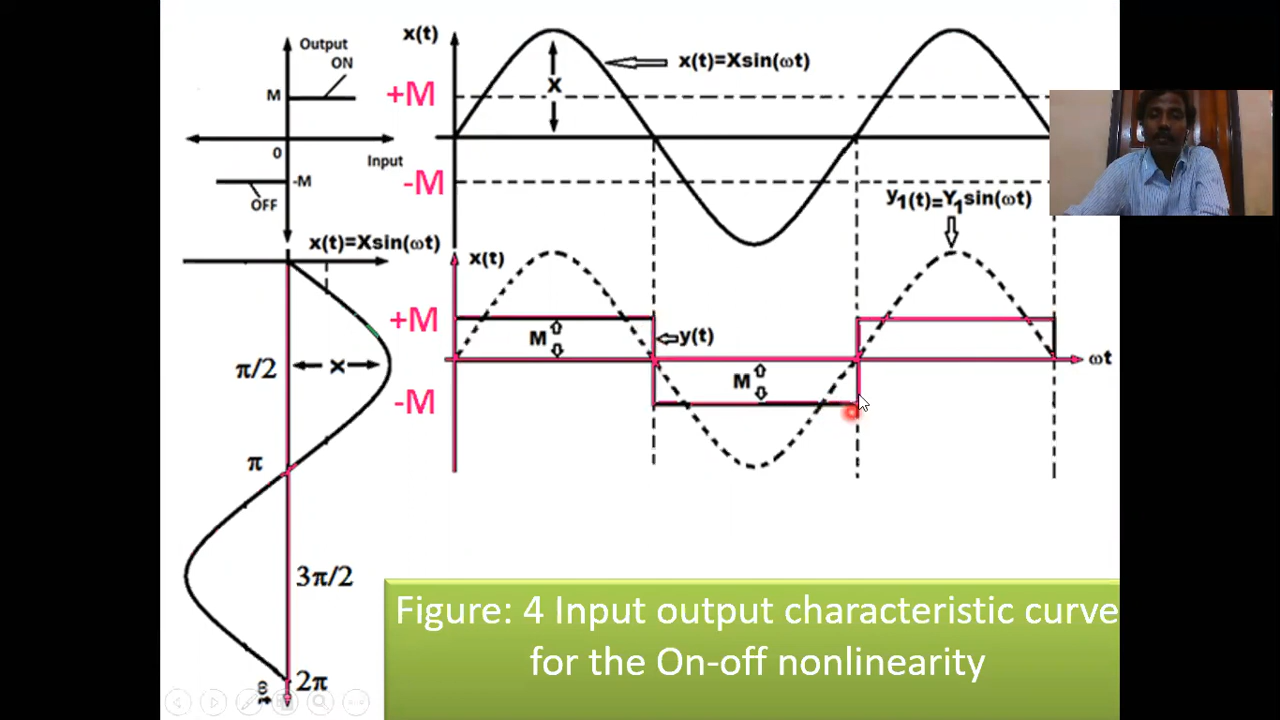 Output
ON
M
0
Input
-M
OFF
x(t)
x(t)=Xsin(ωt)
+M
X
-M
y₁(t)=Y₁sin(ωt)
x(t)=Xsin(ωt)
π/2
X
π
3π/2
2π
x(t)
+M
M
y(t)
M
-M
ωt
Figure: 4 Input output characteristic curve
for the On-off nonlinearity